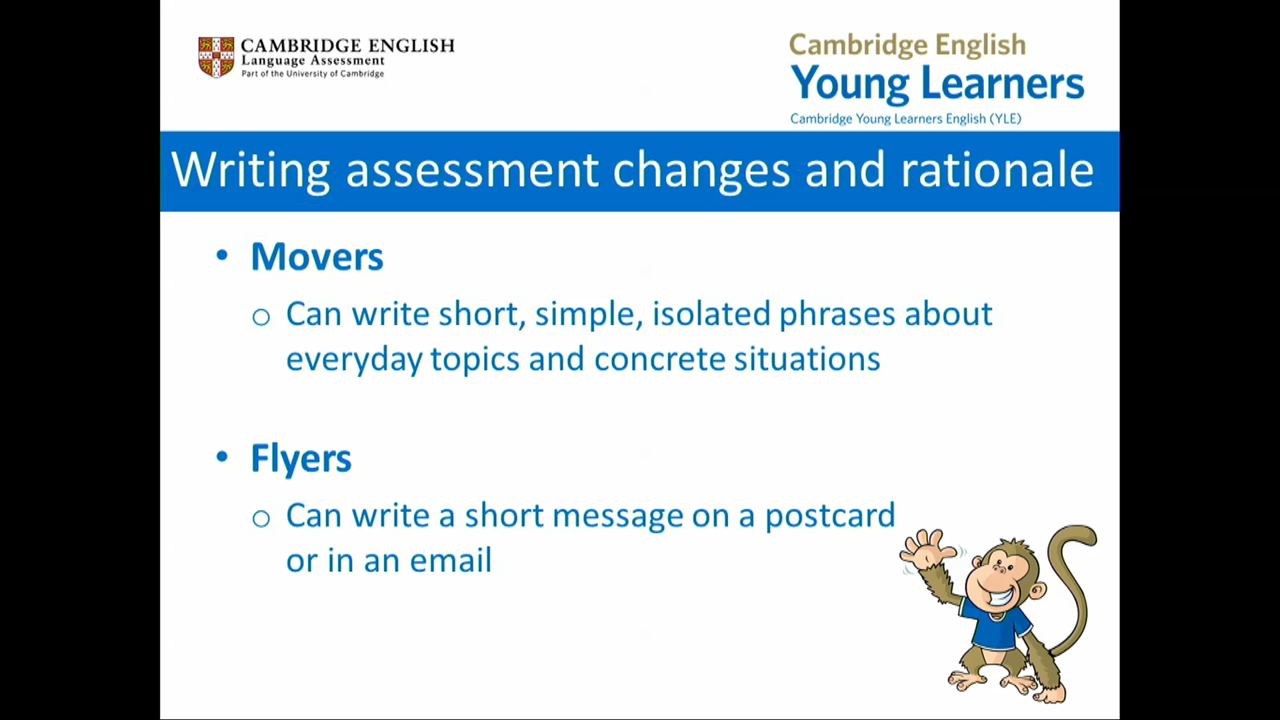 CAMBRIDGE ENGLISH
Language Assessment
Part of the University of Cambridge
Cambridge English
Young Learners
Cambridge Young Learners English (YLE)
Writing assessment changes and rationale
• Movers
o Can write short, simple, isolated phrases about
everyday topics and concrete situations
• Flyers
o Can write a short message on a postcard
or in an email